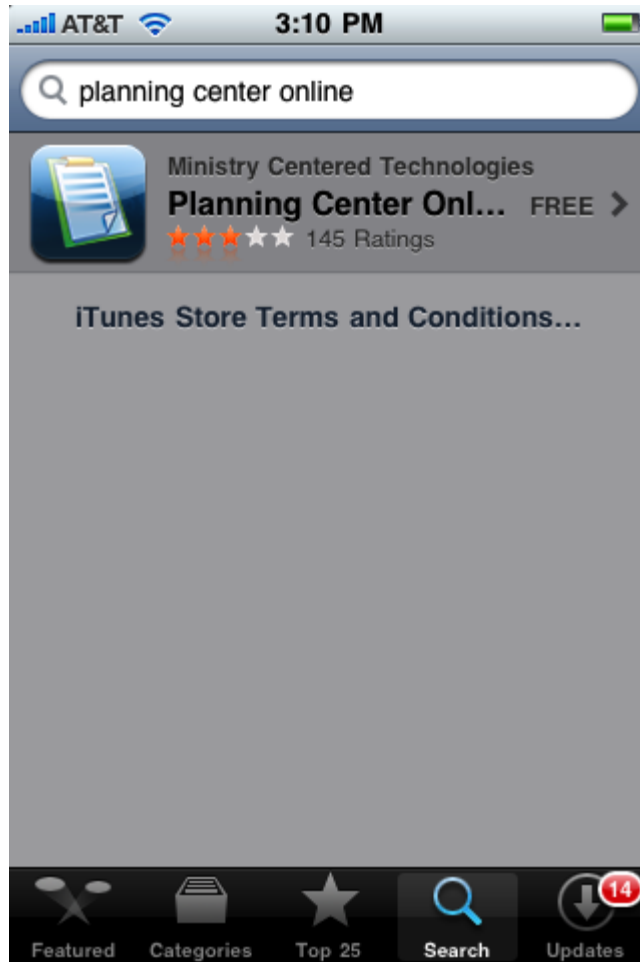 AT&T 3:10 PM
planning center online
Ministry Centered Technologies
Planning Center Onl... FREE
145 Ratings
iTunes Store Terms and Conditions...
14
Featured Categories Top 25 Search Updates